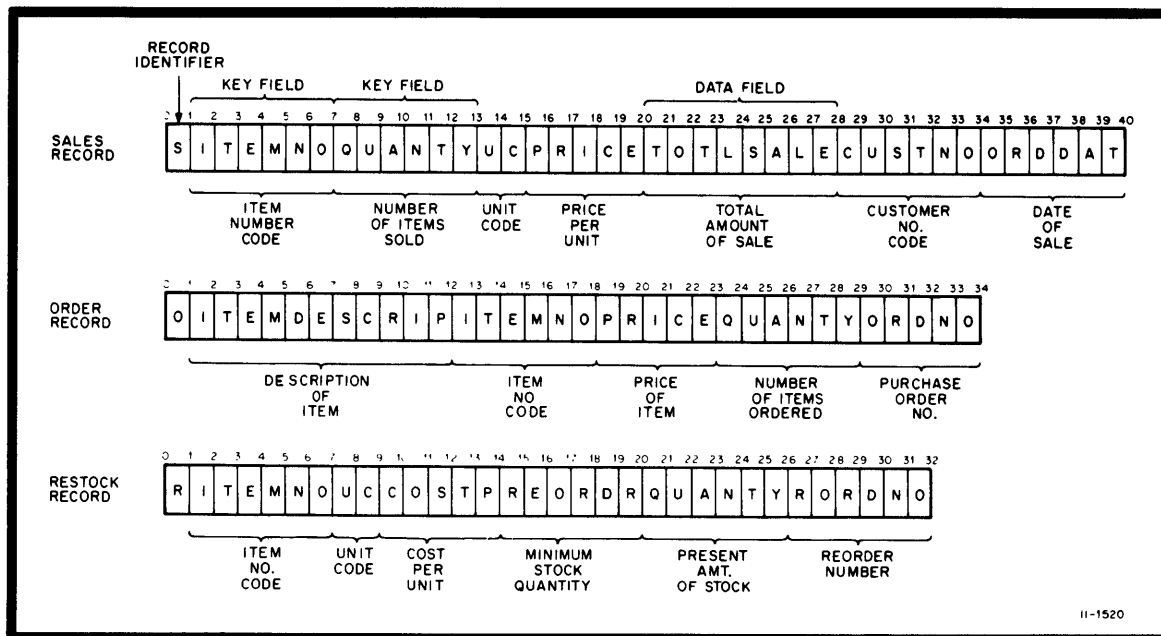 RECORD
IDENTIFIER
KEY FIELD KEY FIELD DATA FIELD
0 1 2 3 4 5 6 7 8 9 10 11 12 13 14 15 16 17 18 19 20 21 22 23 24 25 26 27 28 29 30 31 32 33 34 35 36 37 38 39 40
SALES
RECORD
S I T E M N O Q U A N T Y U C P R I C E T O T L S A L E C U S T N O O R D D A T
ITEM
NUMBER
CODE
NUMBER
OF ITEMS
SOLD
UNIT
CODE
PRICE
PER
UNIT
TOTAL
AMOUNT
OF SALE
CUSTOMER
NO.
CODE
DATE
OF
SALE
1 2 3 4 5 6 7 8 9 10 11 12 13 14 15 16 17 18 19 20 21 22 23 24 25 26 27 28 29 30 31 32 33 34
ORDER
RECORD
O I T E M D E S C R I P I T E M N O P R I C E Q U A N T Y O R D N O
DESCRIPTION
OF
ITEM
ITEM
NO
CODE
PRICE
OF
ITEM
NUMBER
OF ITEMS
ORDERED
PURCHASE
ORDER
NO.
0 1 2 3 4 5 6 7 8 9 11 12 13 14 15 17 18 19 20 21 22 23 24 25 26 27 28 29 30 31 32
RESTOCK
RECORD
R I T E M N O U C C O S T P R E O R D R Q U A N T Y R O R D N O
ITEM
NO.
CODE
UNIT
CODE
COST
PER
UNIT
MINIMUM
STOCK
QUANTITY
PRESENT
AMT.
OF STOCK
REORDER
NUMBER
11-1520